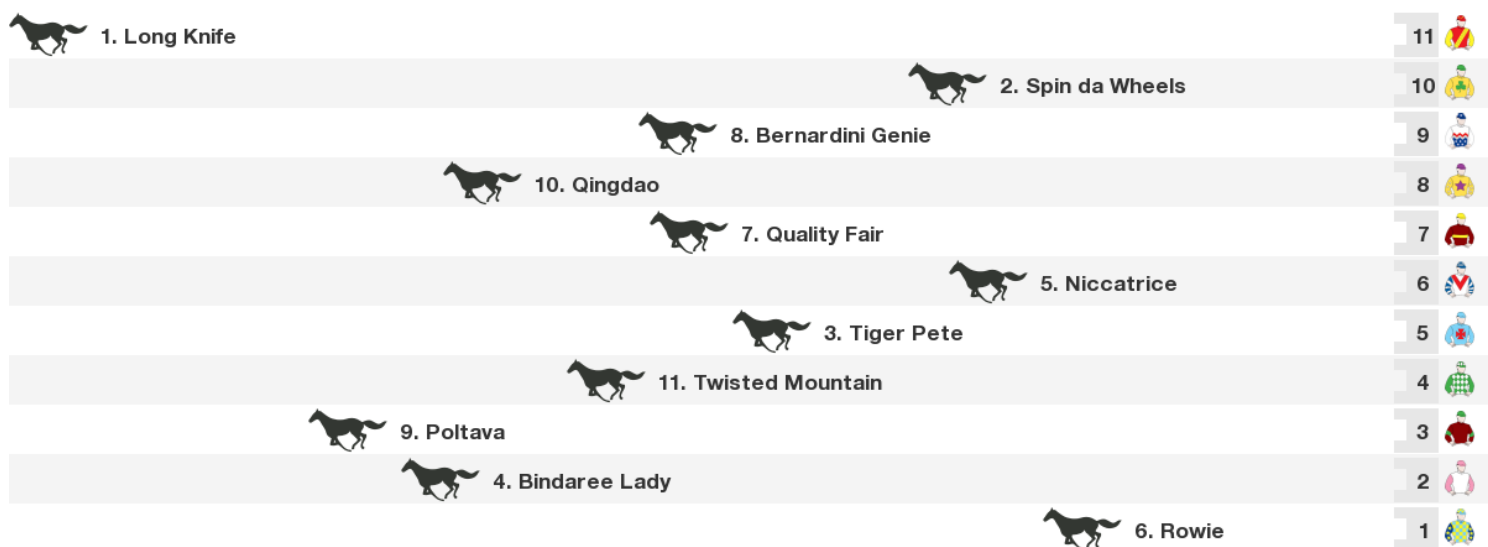 1. Long Knife 11
2. Spin da Wheels 10
8. Bernardini Genie 9
10. Qingdao 8
7. Quality Fair 7
5. Niccatrice 6
3. Tiger Pete 5
11. Twisted Mountain 4
9. Poltava 3
4. Bindaree Lady 2
6. Rowie 1